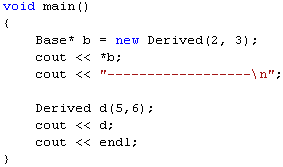 void main()
{
    Base* b = new Derived(2, 3);
    cout << *b;
    cout << "------------------\n";

    Derived d(5,6);
    cout << d;
    cout << endl;
}